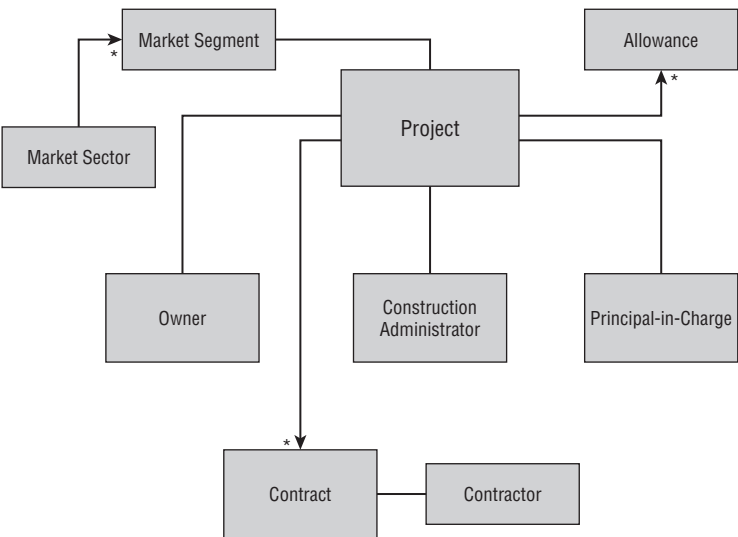 Market Segment
*
Allowance
*
Project
Market Sector
Owner
Construction
Administrator
Principal-in-Charge
*
Contract
Contractor